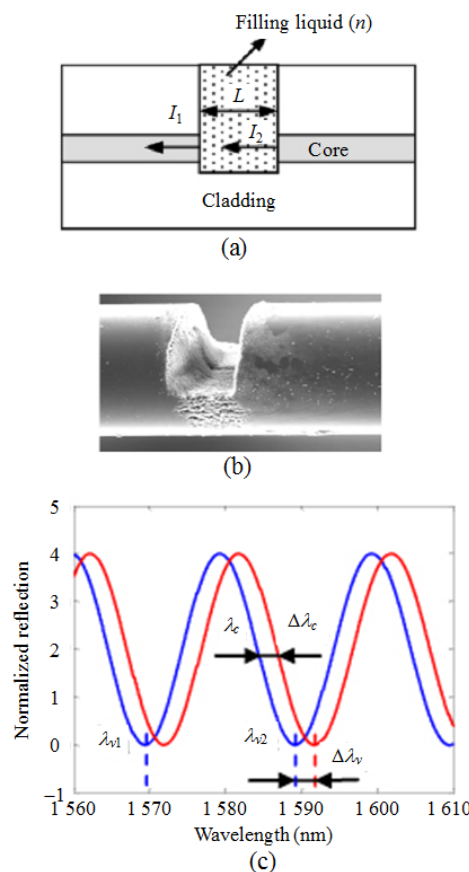 Filling liquid (n)
L
I1
I2
Core
Cladding
(a)
(b)
5
4
3
2
1
0
−1
Normalized reflection
λc
Δλc
λv1
λv2
Δλv
1 560
1 570
1 580
1 590
1 600
1 610
Wavelength (nm)
(c)